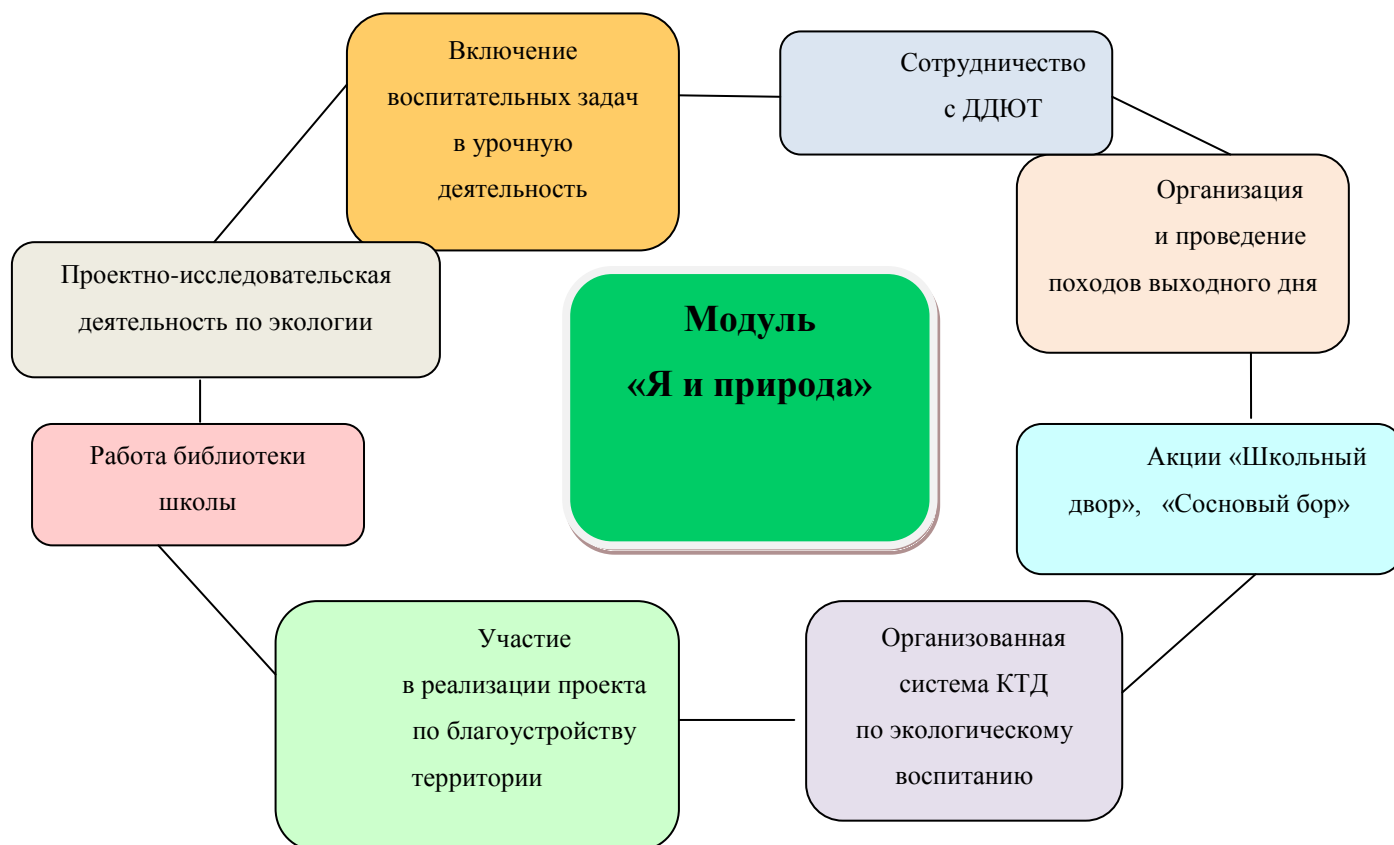 Включение
воспитательных задач
в урочную
деятельность
Сотрудничество
с ДДЮТ
Организация
и проведение
походов выходного дня
Проектно-исследовательская
деятельность по экологии
Модуль
«Я и природа»
Работа библиотеки
школы
Акции «Школьный
двор», «Сосновый бор»
Участие
в реализации проекта
по благоустройству
территории
Организованная
система КТД
по экологическому
воспитанию